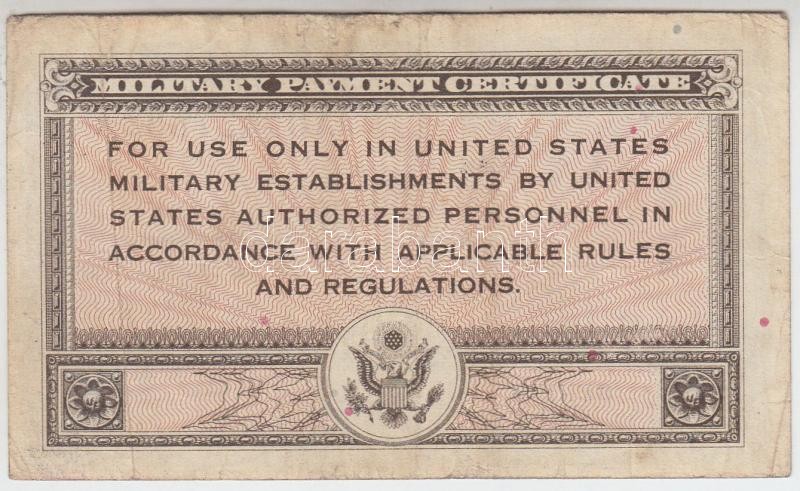 MILITARY PAYMENT CERTIFICATE
FOR USE ONLY IN UNITED STATES
MILITARY ESTABLISHMENTS BY UNITED
STATES AUTHORIZED PERSONNEL IN
ACCORDANCE WITH APPLICABLE RULES
AND REGULATIONS.
darabanth